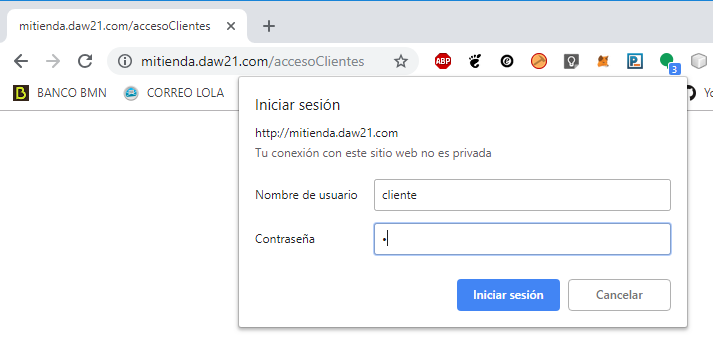 mitienda.daw21.com/accesoClientes
mitienda.daw21.com/accesoClientes ABP 3
B BANCO BMN CORREO LOLA Yo
Iniciar sesión
http://mitienda.daw21.com
Tu conexión con este sitio web no es privada
Nombre de usuario cliente
Contraseña •
Iniciar sesión Cancelar